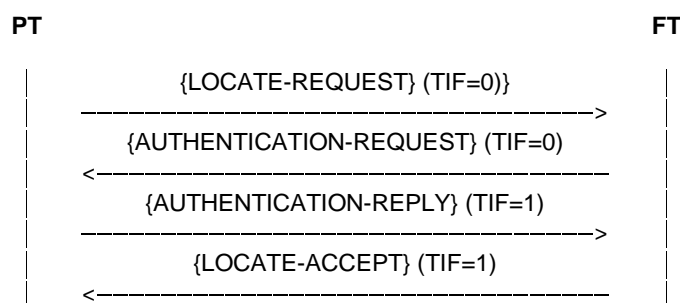 PT FT
{LOCATE-REQUEST} (TIF=0)}
{AUTHENTICATION-REQUEST} (TIF=0)
{AUTHENTICATION-REPLY} (TIF=1)
{LOCATE-ACCEPT} (TIF=1)